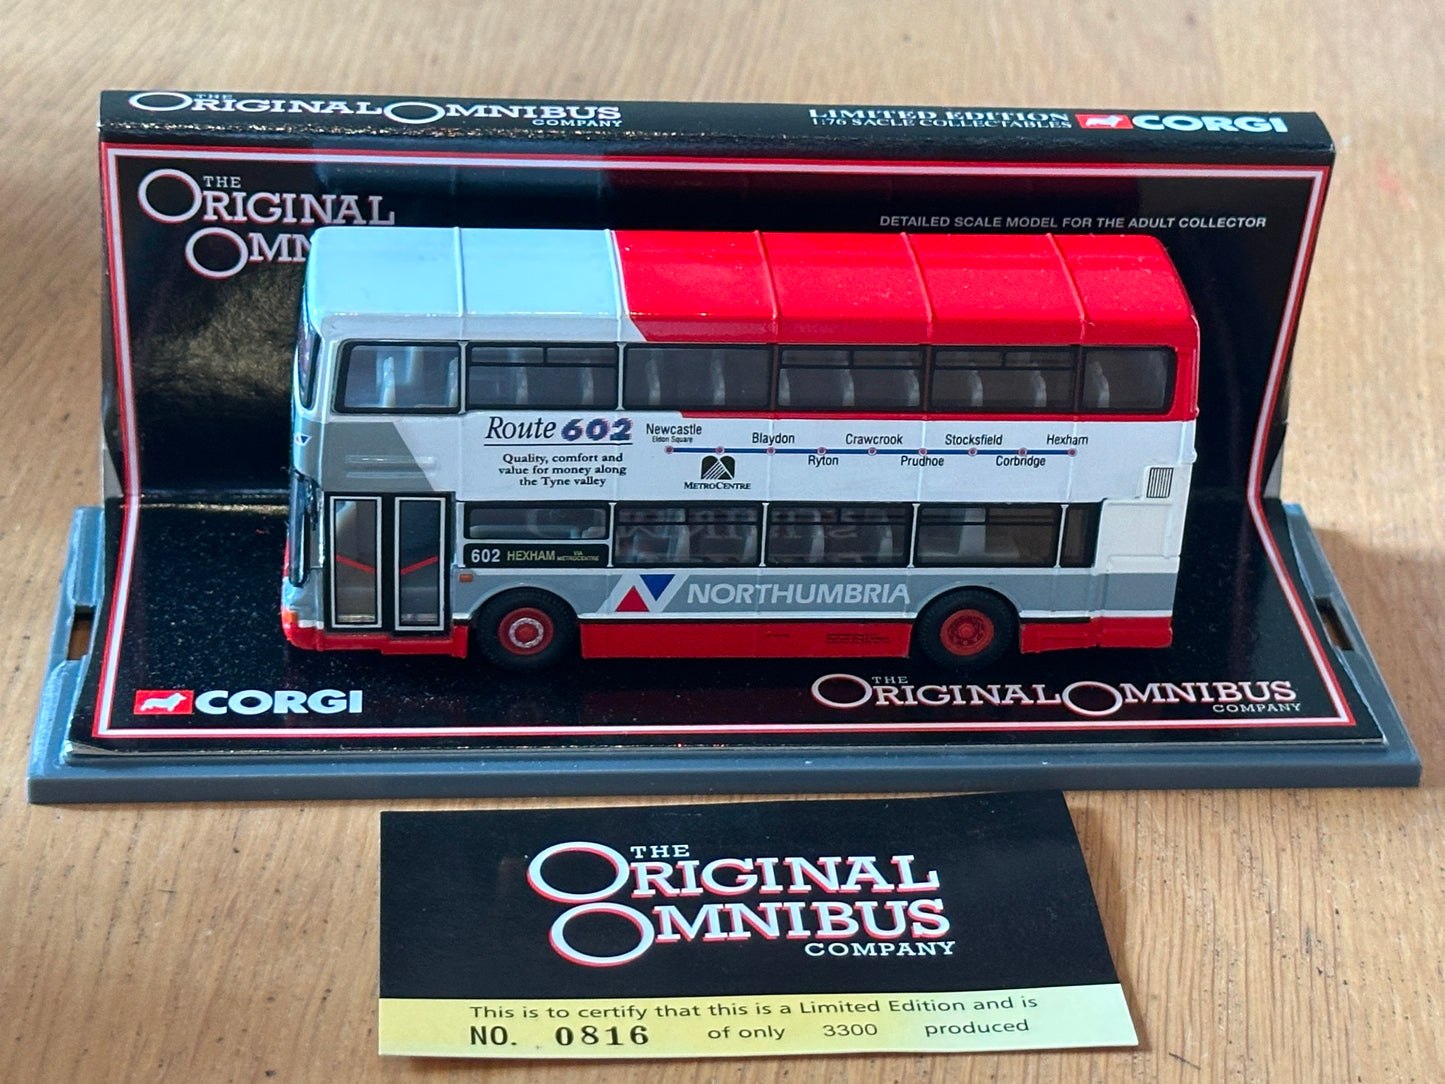 THE
ORIGINAL OMNIBUS
COMPANY
LIMITED EDITION
1:76 SACLE COLLECTABLES
CORGI
THE
ORIGINAL
OMN
DETAILED SCALE MODEL FOR THE ADULT COLLECTOR
Route 602
Quality, comfort and
value for money along
the Tyne valley
Newcastle
Eldon Square
METROCENTRE
Blaydon
Ryton
Crawcrook
Prudhoe
Stocksfield
Corbridge
Hexham
602 HEXHAM VIA METROCENTRE
NORTHUMBRIA
CORGI
THE
ORIGINAL OMNIBUS
COMPANY
THE
ORIGINAL
OMNIBUS
COMPANY
This is to certify that this is a Limited Edition and is
NO. 0816 of only 3300 produced